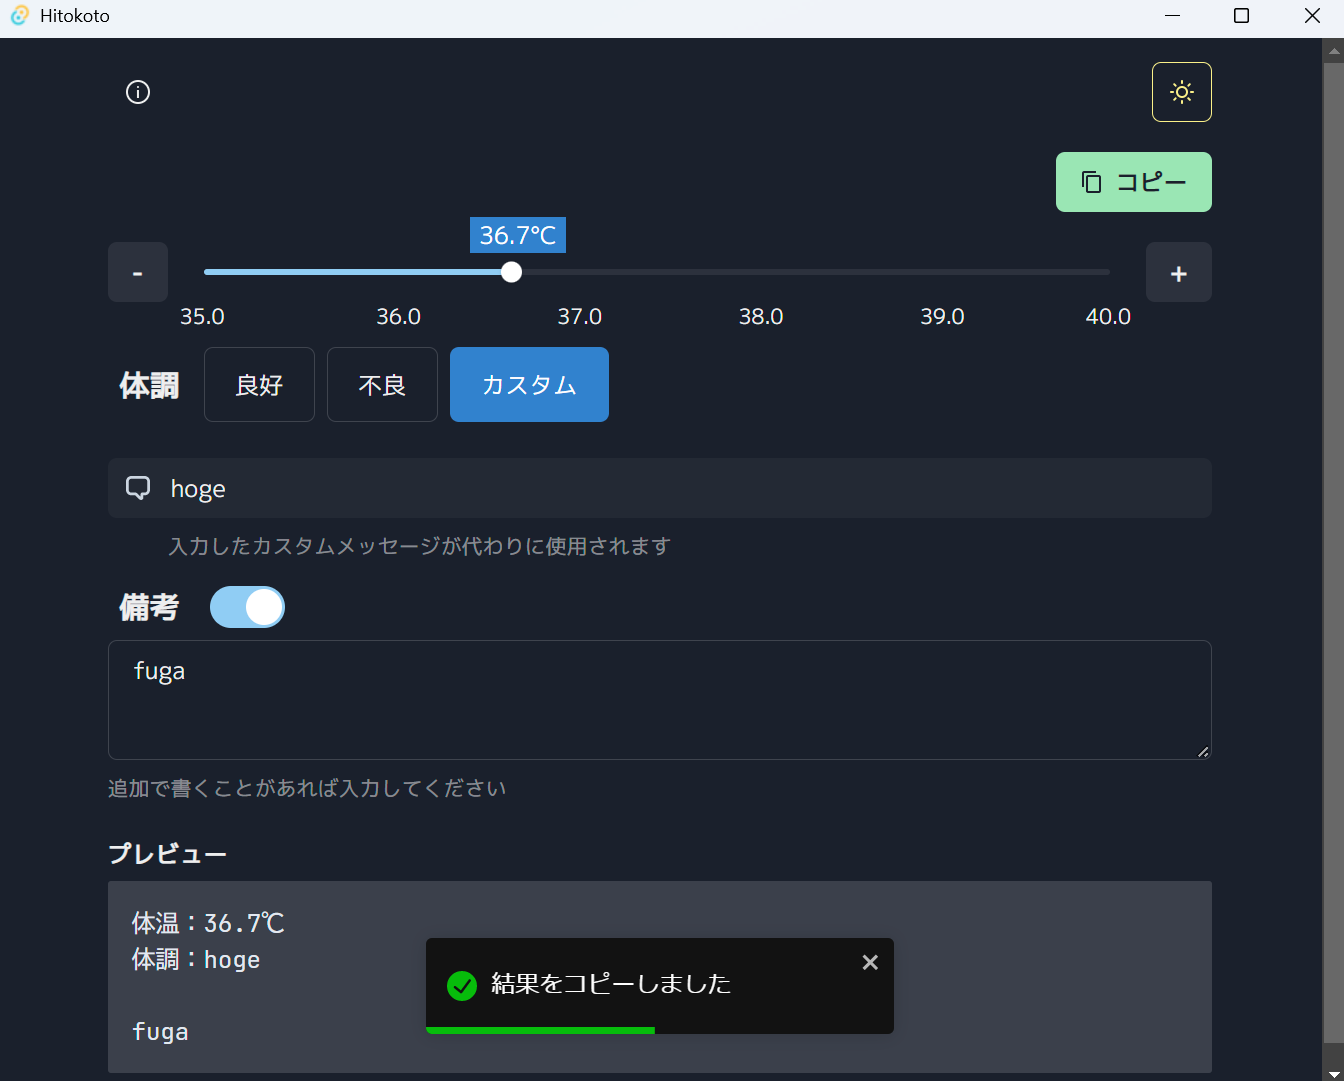 Hitokoto
コピー
36.7℃
-
+
35.0 36.0 37.0 38.0 39.0 40.0
体調 良好 不良 カスタム
hoge
入力したカスタムメッセージが代わりに使用されます
備考
fuga
追加で書くことがあれば入力してください
プレビュー
体温：36.7℃
体調：hoge
結果をコピーしました
fuga